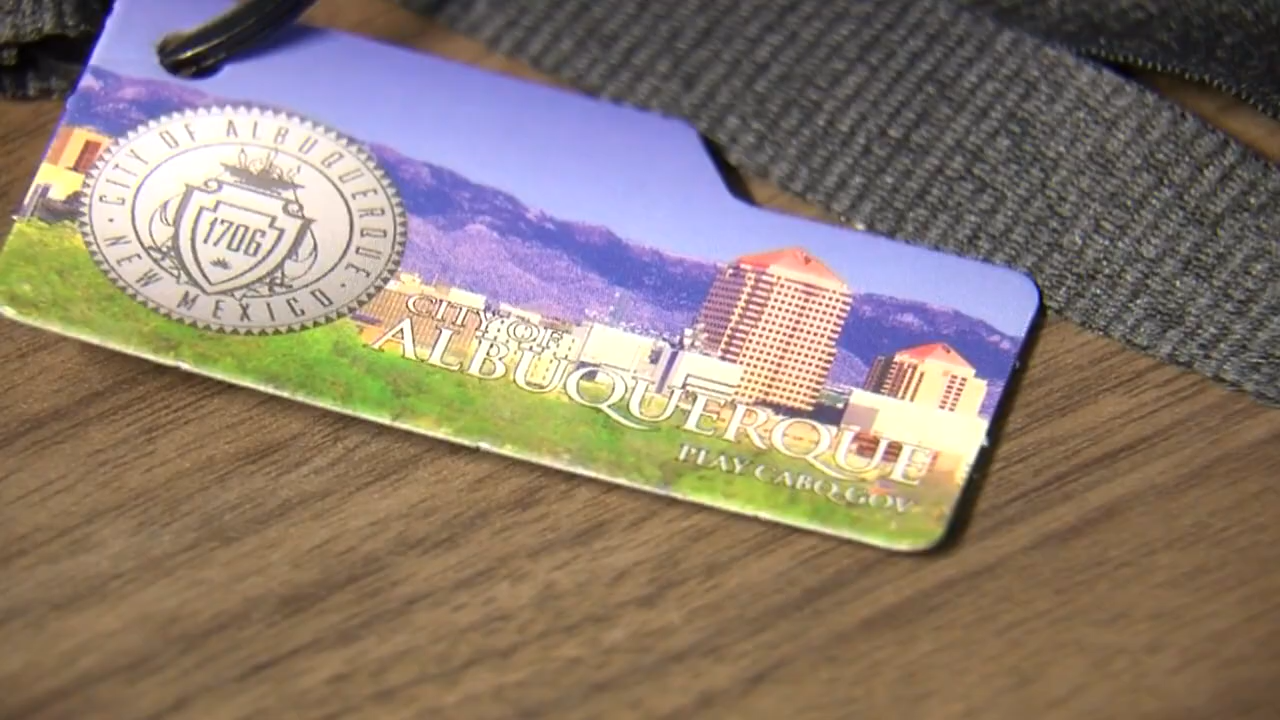 CITY OF ALBUQUERQUE
1706
· NEW MEXICO ·
CITY OF
ALBUQUERQUE
PLAY.CABQ.GOV